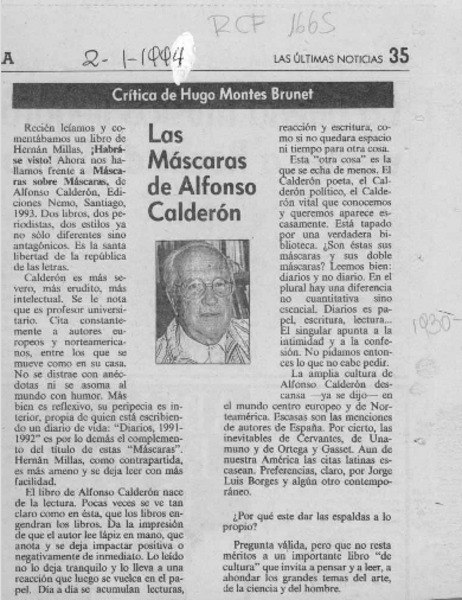 RCF 1665
A
2-1-1994
LAS ÚLTIMAS NOTICIAS 35
Crítica de Hugo Montes Brunet
Las
Máscaras
de Alfonso
Calderón
Recién leíamos y co-
mentábamos un libro de
Hernán Millas, ¡Habrá-
se visto! Ahora nos ha-
llamos frente a Másca-
ras sobre Máscaras, de
Alfonso Calderón, Edi-
ciones Nemo, Santiago,
1993. Dos libros, dos pe-
riodistas, dos estilos ya
no sólo diferentes sino
antagónicos. Es la santa
libertad de la república
de las letras.
Calderón es más se-
vero, más erudito, más
intelectual. Se le nota
que es profesor universi-
tario. Cita constante-
mente a autores eu-
ropeos y norteamerica-
nos, entre los que se
mueve como en su casa.
No se distrae con anéc-
dotas ni se asoma al
mundo con humor. Más
bien es reflexivo, su peripecia es in-
terior, propia de quien está escribien-
do un diario de vida: "Diarios, 1991-
1992" es por lo demás el complemen-
to del título de estas "Máscaras".
Hernán Millas, como contrapartida,
es más ameno y se deja leer con más
facilidad.
El libro de Alfonso Calderón nace
de la lectura. Pocas veces se ve tan
claro como en ésta, que los libros en-
gendran los libros. Da la impresión
de que el autor lee lápiz en mano, que
anota y se deja impactar positiva o
negativamente de inmediato. Lo leído
no lo deja tranquilo y lo lleva a una
reacción que luego se vuelca en el pa-
pel. Día a día se acumulan lecturas,
reacción y escritura, co-
mo si no quedara espacio
ni tiempo para otra cosa.
Esta "otra cosa" es la
que se echa de menos. El
Calderón poeta, el Cal-
derón político, el Calde-
rón vital que conocemos
y queremos aparece es-
casamente. Está tapado
por una verdadera bi-
blioteca. ¿Son éstas sus
máscaras y sus doble
máscaras? Leemos bien:
diarios y no diario. En el
plural hay una diferencia
no cuantitativa sino
esencial. Diarios es pa-
pel, escritura, lectura...
El singular apunta a la
intimidad y a la confe-
sión. No pidamos enton-
ces lo que no cabe pedir.
La amplia cultura de
Alfonso Calderón des-
cansa —ya se dijo— en
el mundo centro europeo y de Nor-
teamérica. Escasas son las menciones
de autores de España. Por cierto, las
inevitables de Cervantes, de Una-
muno y de Ortega y Gasset. Aun de
nuestra América las citas latinas es-
casean. Preferencias, claro, por Jorge
Luis Borges y algún otro contempo-
ráneo.
¿Por qué este dar las espaldas a lo
propio?
Pregunta válida, pero que no resta
méritos a un importante libro "de
cultura" que invita a pensar y a leer, a
ahondar los grandes temas del arte,
de la ciencia y del hombre.
1930-